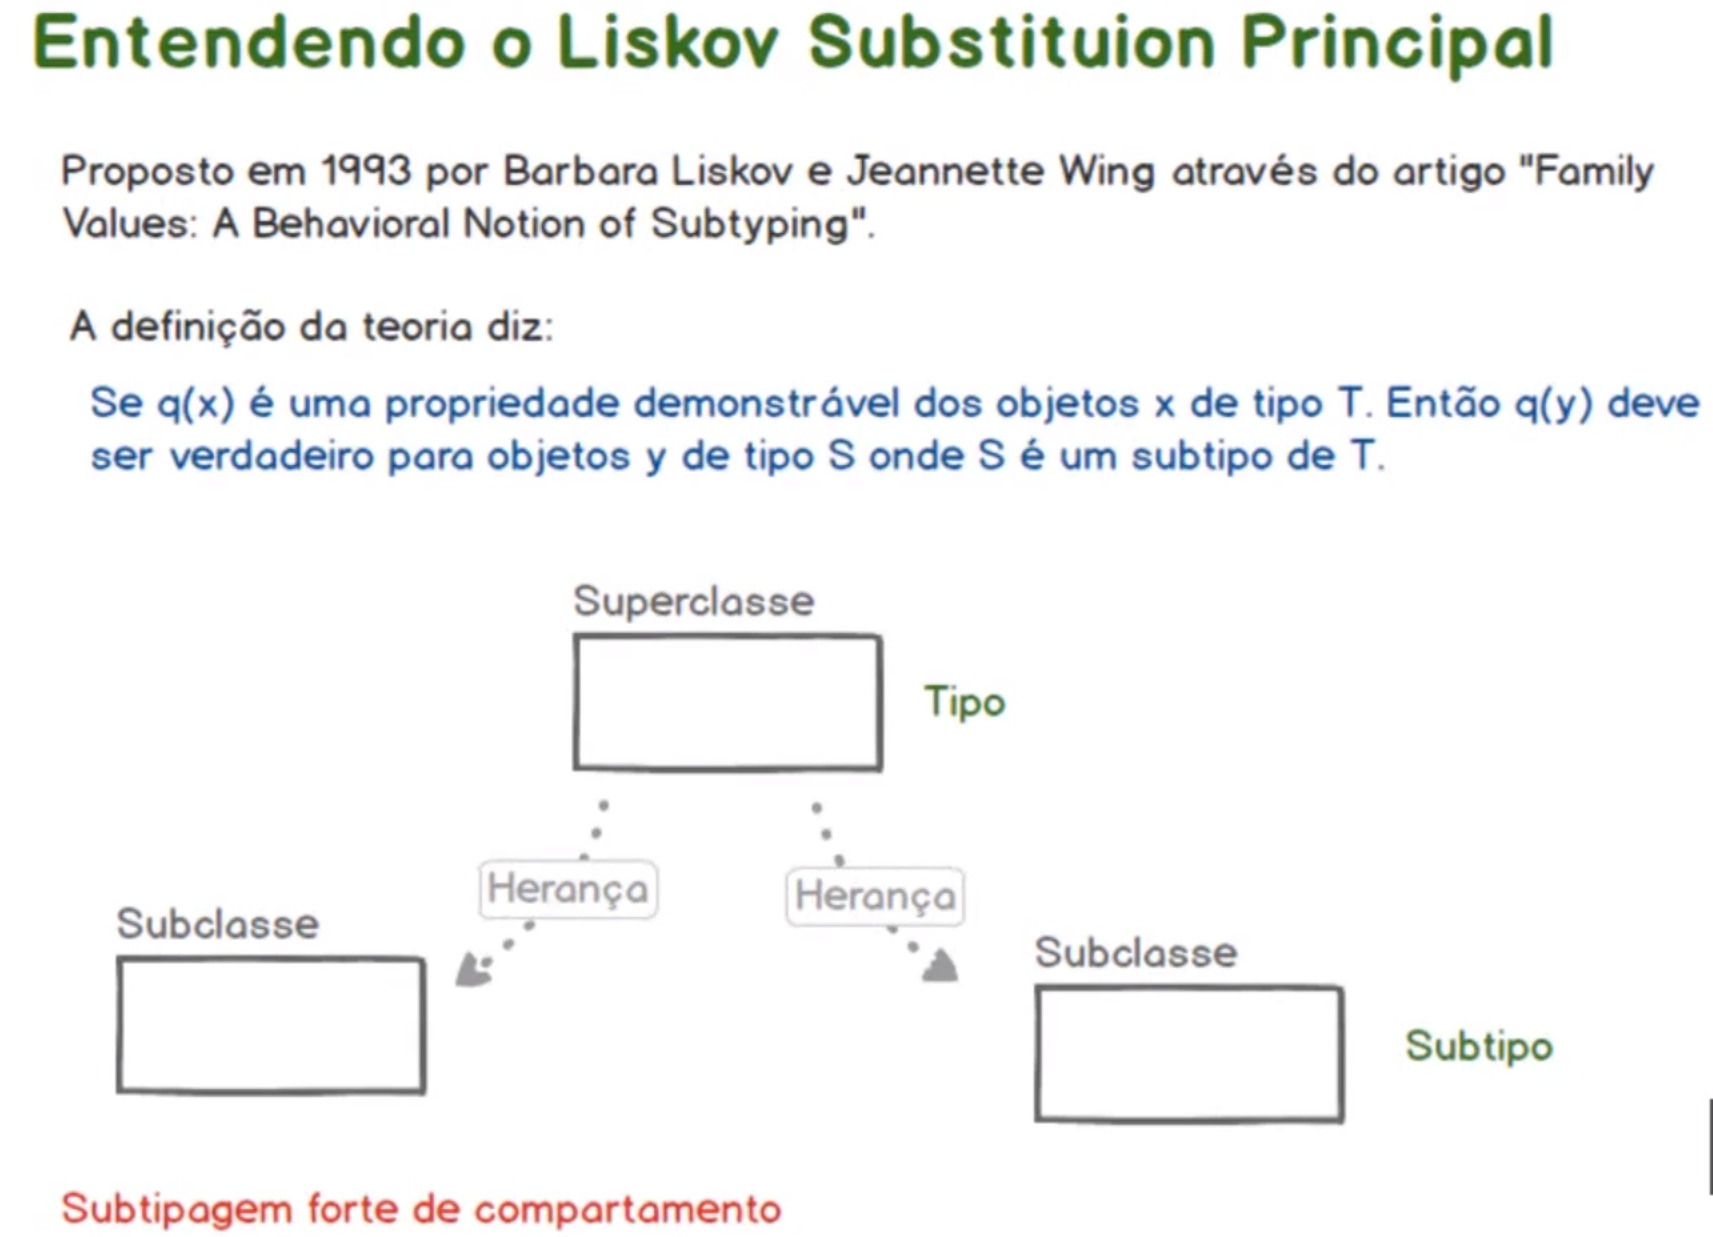 Entendendo o Liskov Substituion Principal
Proposto em 1993 por Barbara Liskov e Jeannette Wing através do artigo "Family
Values: A Behavioral Notion of Subtyping".
A definição da teoria diz:
Se q(x) é uma propriedade demonstrável dos objetos x de tipo T. Então q(y) deve
ser verdadeiro para objetos y de tipo S onde S é um subtipo de T.
Superclasse
Tipo
Herança
Herança
Subclasse
Subclasse
Subtipo
Subtipagem forte de compartamento